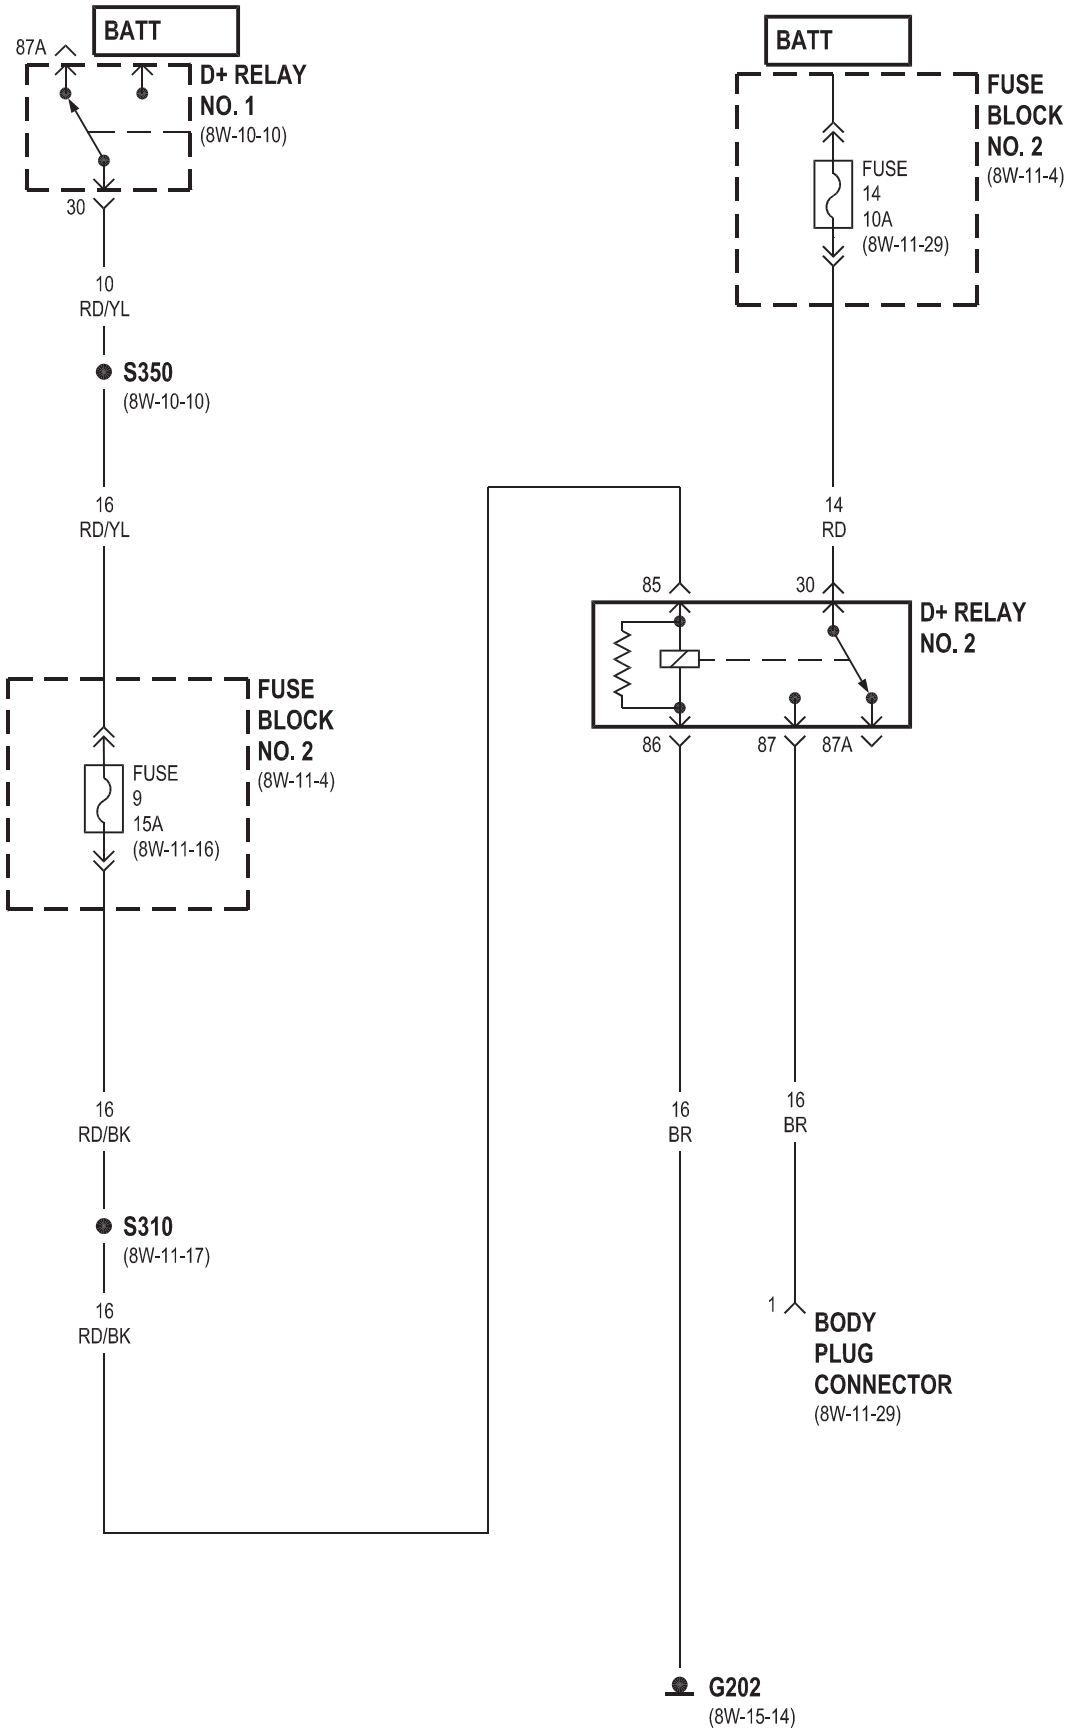 BATT
87A
D+ RELAY
NO. 1
(8W-10-10)
30
10
RD/YL
S350
(8W-10-10)
16
RD/YL
FUSE
BLOCK
NO. 2
(8W-11-4)
FUSE
9
15A
(8W-11-16)
16
RD/BK
S310
(8W-11-17)
16
RD/BK
BATT
FUSE
BLOCK
NO. 2
(8W-11-4)
FUSE
14
10A
(8W-11-29)
14
RD
85
30
D+ RELAY
NO. 2
86
87
87A
16
BR
16
BR
1
BODY
PLUG
CONNECTOR
(8W-11-29)
G202
(8W-15-14)